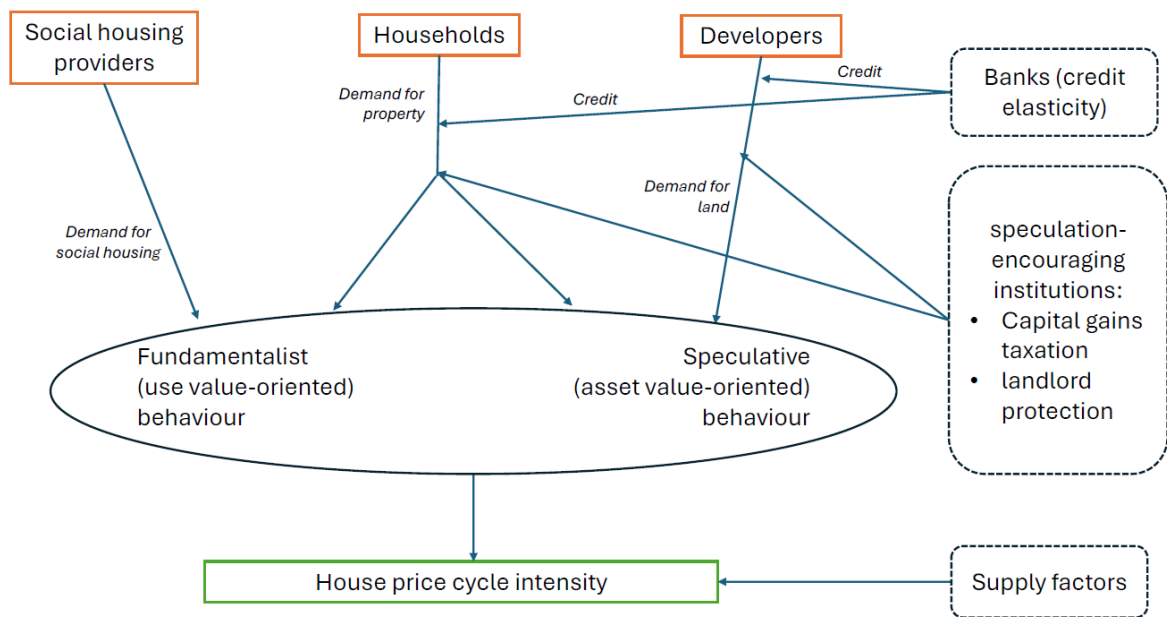 Social housing
providers
Households
Developers
Banks (credit
elasticity)
Credit
Credit
Demand for
property
Demand for
land
Demand for
social housing
speculation-
encouraging
institutions:
• Capital gains
taxation
• landlord
protection
Fundamentalist
(use value-oriented)
behaviour
Speculative
(asset value-oriented)
behaviour
House price cycle intensity
Supply factors